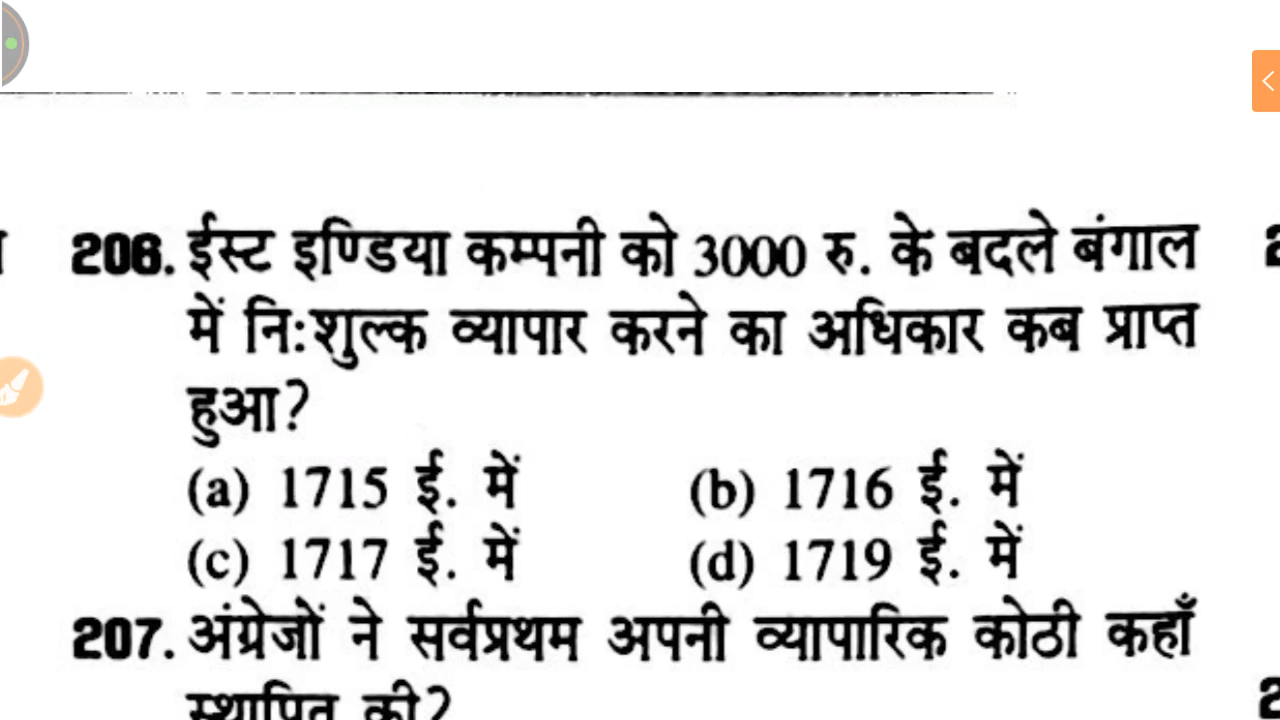 206. ईस्ट इण्डिया कम्पनी को 3000 रु. के बदले बंगाल
में नि:शुल्क व्यापार करने का अधिकार कब प्राप्त
हुआ?
(a) 1715 ई. में (b) 1716 ई. में
(c) 1717 ई. में (d) 1719 ई. में
207. अंग्रेजों ने सर्वप्रथम अपनी व्यापारिक कोठी कहाँ
स्थापित की?